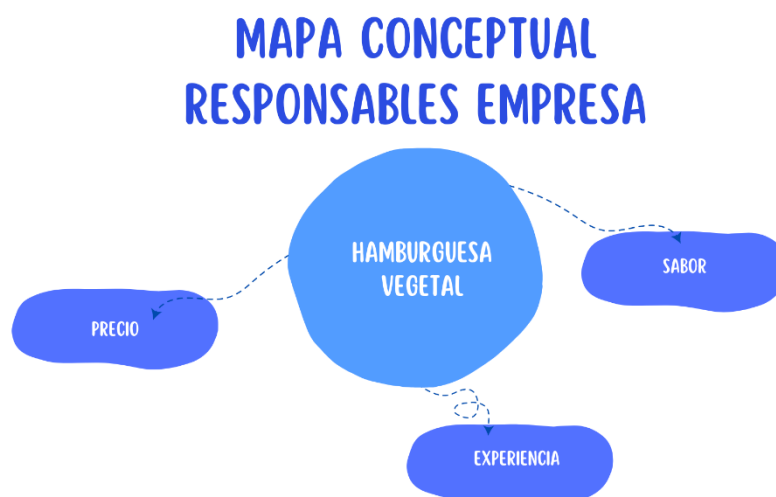 MAPA CONCEPTUAL
RESPONSABLES EMPRESA
HAMBURGUESA
VEGETAL
SABOR
PRECIO
EXPERIENCIA